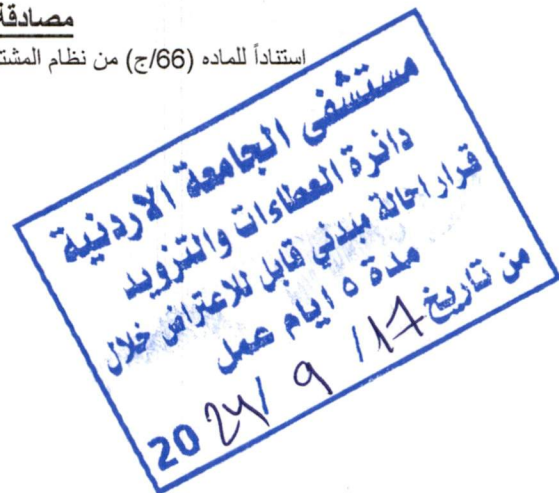 مصادقة
استناداً للماده (66/ج) من نظام المشت
مستشفى الجامعة الاردنية
دائرة العطاءات والتزويد
قرار احالة مبدئي قابل للاعتراض خلال
مدة ٥ ايام عمل
من تاريخ 17/ 9 /2024